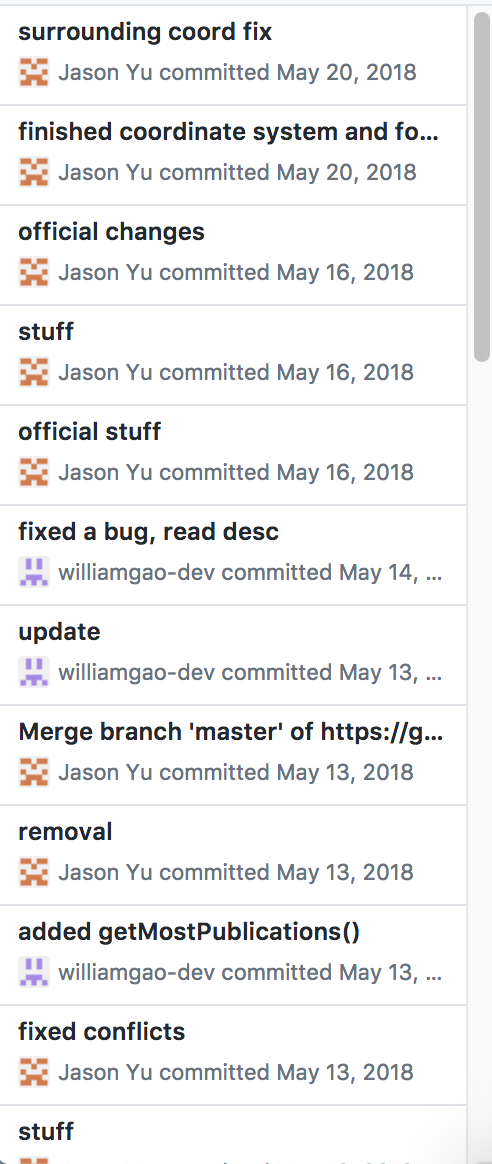 surrounding coord fix
Jason Yu committed May 20, 2018
finished coordinate system and fo...
Jason Yu committed May 20, 2018
official changes
Jason Yu committed May 16, 2018
stuff
Jason Yu committed May 16, 2018
official stuff
Jason Yu committed May 16, 2018
fixed a bug, read desc
williamgao-dev committed May 14, ...
update
williamgao-dev committed May 13, ...
Merge branch 'master' of https://g...
Jason Yu committed May 13, 2018
removal
Jason Yu committed May 13, 2018
added getMostPublications()
williamgao-dev committed May 13, ...
fixed conflicts
Jason Yu committed May 13, 2018
stuff